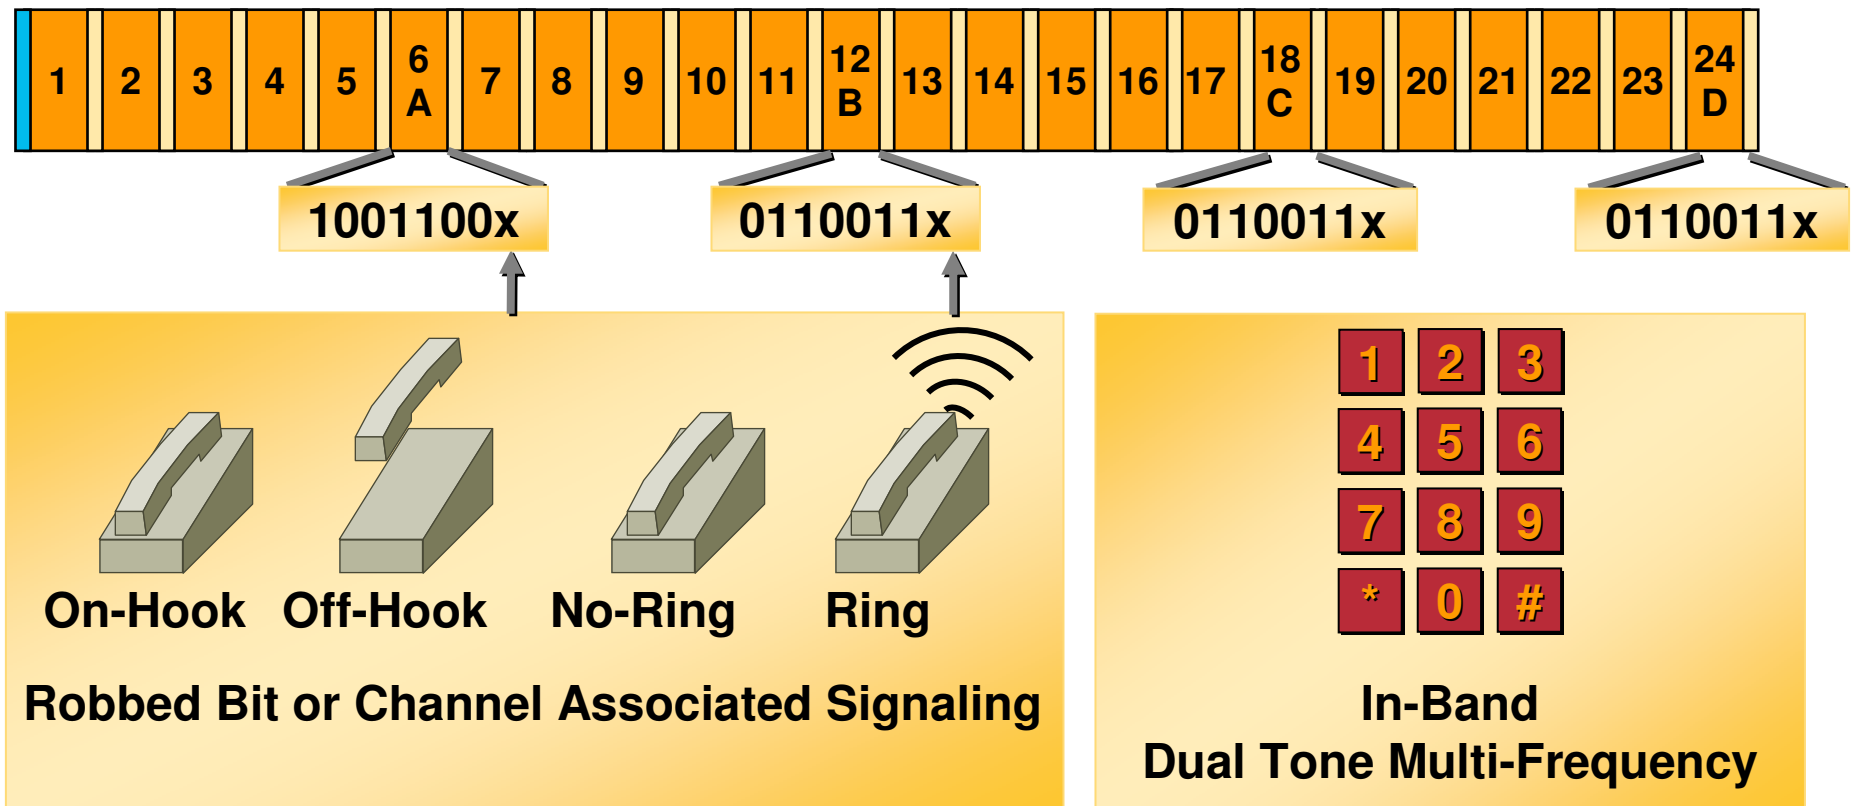 1 2 3 4 5 6 7 8 9 10 11 12 13 14 15 16 17 18 19 20 21 22 23 24
A B C D
1001100x 0110011x 0110011x 0110011x
1 2 3
4 5 6
7 8 9
* 0 #
On-Hook Off-Hook No-Ring Ring
Robbed Bit or Channel Associated Signaling
In-Band
Dual Tone Multi-Frequency